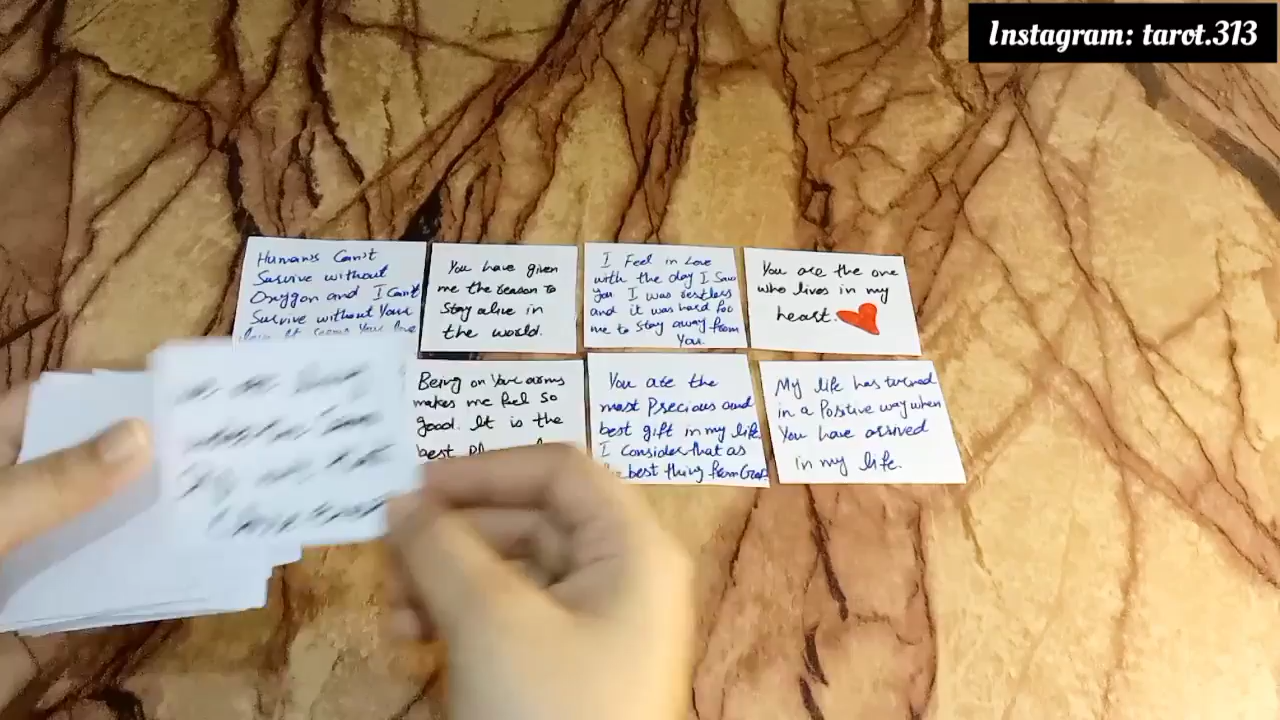 Instagram: tarot.313
Humans Can't
Survive without
Oxygon and I Can't
Survive without Your
love It seems Your love
You have given
me the reason to
Stay alive in
the world.
I Feel in Love
with the day I Saw
you I was restless
and it was hard for
me to stay away from
You.
You are the one
who lives in my
heart.
Being on Your arms
makes me feel so
good. It is the
best
You are the
most Precious and
best gift in my life
I Consider that as
best thing from God.
My life has turned
in a Positive way when
You have arrived
in my life.